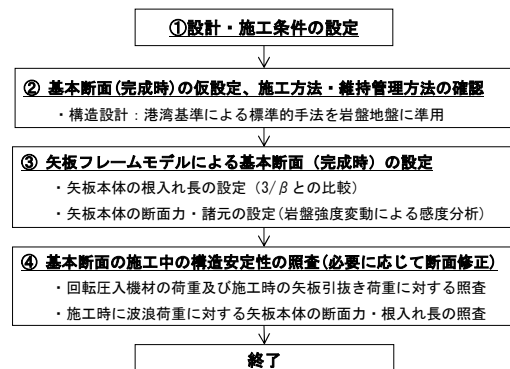 ①設計・施工条件の設定
② 基本断面(完成時)の仮設定、施工方法・維持管理方法の確認
・構造設計：港湾基準による標準的手法を岩盤地盤に準用
③ 矢板フレームモデルによる基本断面（完成時）の設定
・矢板本体の根入れ長の設定（3/βとの比較）
・矢板本体の断面力・諸元の設定(岩盤強度変動による感度分析)
④ 基本断面の施工中の構造安定性の照査(必要に応じて断面修正)
・回転圧入機材の荷重及び施工時の矢板引抜き荷重に対する照査
・施工時に波浪荷重に対する矢板本体の断面力・根入れ長の照査
終了